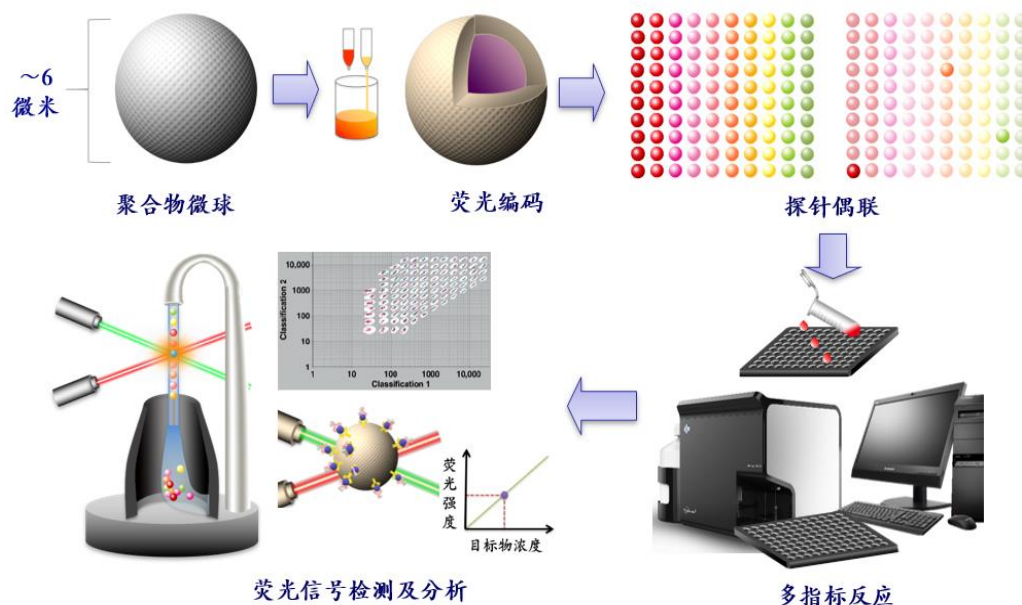 ~6
微米
聚合物微球
荧光编码
探针偶联
Classification 2
10,000
1000
100
10
1
1
10
100
1000
10,000
Classification 1
荧光强度
目标物浓度
荧光信号检测及分析
多指标反应